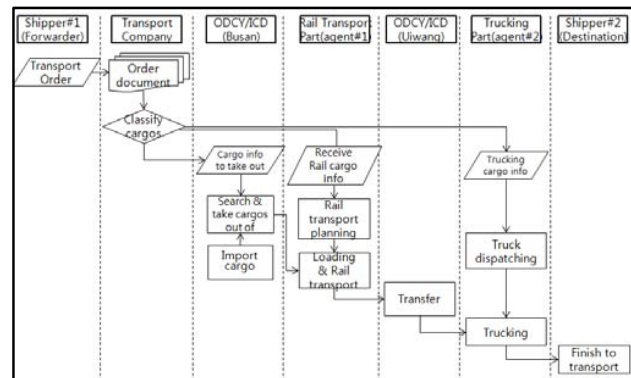 Shipper#1
(Forwarder)
Transport
Company
ODCY/ICD
(Busan)
Rail Transport
Part(agent#1)
ODCY/ICD
(Uiwang)
Trucking
Part(agent#2)
Shipper#2
(Destination)
Transport
Order
Order
document
Classify
cargos
Cargo info
to take out
Receive
Rail cargo
info
Trucking
cargo info
Search &
take cargos
out of
Rail
transport
planning
Truck
dispatching
Import
cargo
Loading
& Rail
transport
Transfer
Trucking
Finish to
transport